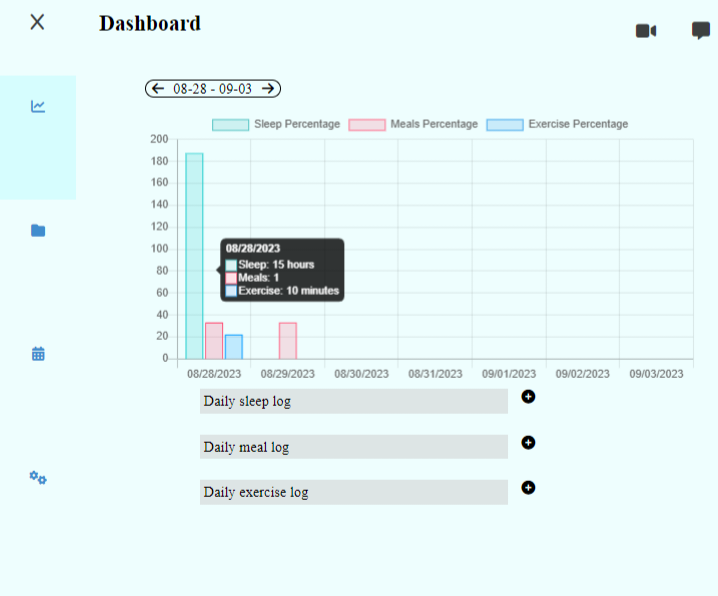 Dashboard
08-28 - 09-03
Sleep Percentage Meals Percentage Exercise Percentage
200
180
160
140
120
100
80
60
40
20
0
08/28/2023
Sleep: 15 hours
Meals: 1
Exercise: 10 minutes
08/28/2023 08/29/2023 08/30/2023 08/31/2023 09/01/2023 09/02/2023 09/03/2023
Daily sleep log
Daily meal log
Daily exercise log